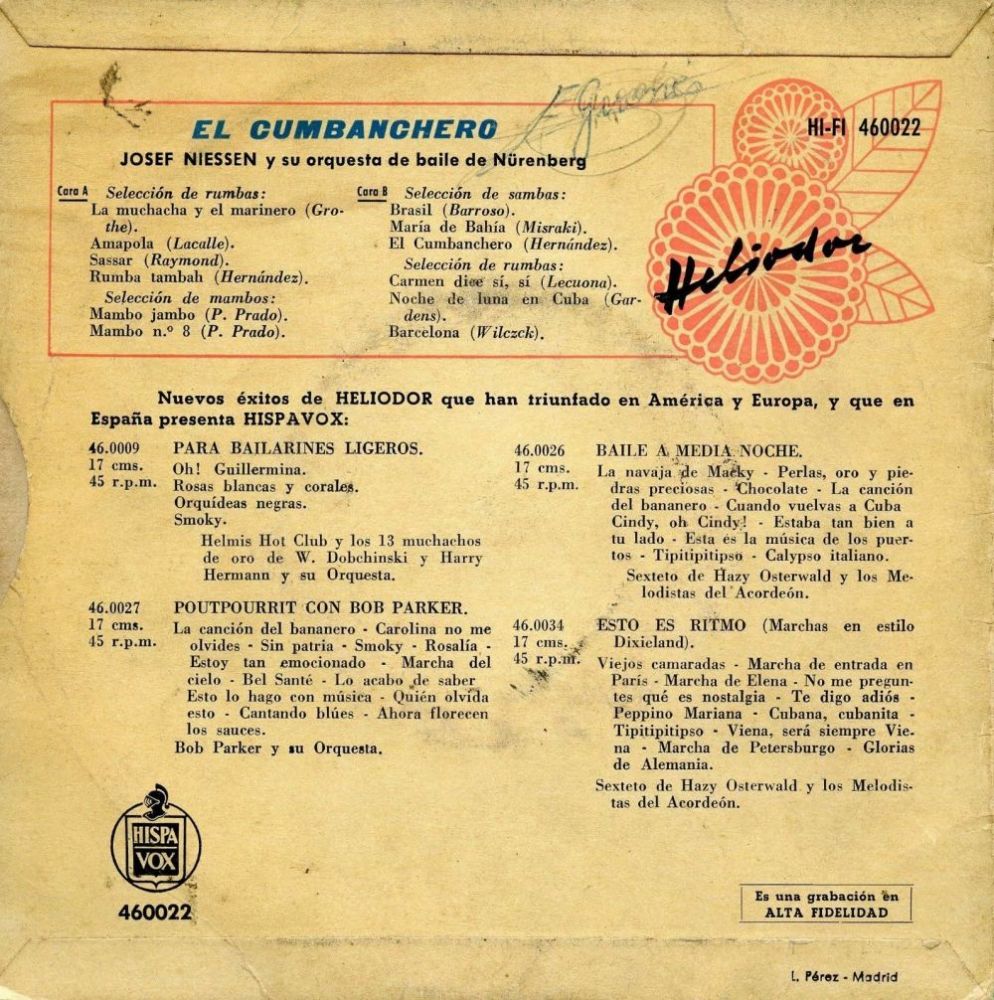 EL CUMBANCHERO
HI-FI 460022
JOSEF NIESSEN y su orquesta de baile de Nürenberg
Cara A Selección de rumbas:
La muchacha y el marinero (Gro-
the).
Amapola (Lacalle).
Sassar (Raymond).
Rumba tambah (Hernández).
Selección de mambos:
Mambo jambo (P. Prado).
Mambo n.º 8 (P. Prado).
Cara B Selección de sambas:
Brasil (Barroso).
María de Bahía (Misraki).
El Cumbanchero (Hernández).
Selección de rumbas:
Carmen dice sí, sí (Lecuona).
Noche de luna en Cuba (Gar-
dens).
Barcelona (Wilczck).
Heliodor
Nuevos éxitos de HELIODOR que han triunfado en América y Europa, y que en
España presenta HISPAVOX:
46.0009 PARA BAILARINES LIGEROS.
17 cms. Oh! Guillermina.
45 r.p.m. Rosas blancas y corales.
Orquídeas negras.
Smoky.
Helmis Hot Club y los 13 muchachos
de oro de W. Dobchinski y Harry
Hermann y su Orquesta.
46.0027 POUTPOURRIT CON BOB PARKER.
17 cms. La canción del bananero - Carolina no me
45 r.p.m. olvides - Sin patria - Smoky - Rosalía -
Estoy tan emocionado - Marcha del
cielo - Bel Santé - Lo acabo de saber
Esto lo hago con música - Quién olvida
esto - Cantando blúes - Ahora florecen
los sauces.
Bob Parker y su Orquesta.
46.0026 BAILE A MEDIA NOCHE.
17 cms. La navaja de Macky - Perlas, oro y pie-
45 r.p.m. dras preciosas - Chocolate - La canción
del bananero - Cuando vuelvas a Cuba
Cindy, oh Cindy! - Estaba tan bien a
tu lado - Esta es la música de los puer-
tos - Tipitipitipso - Calypso italiano.
Sexteto de Hazy Osterwald y los Me-
lodistas del Acordeón.
46.0034 ESTO ES RITMO (Marchas en estilo
17 cms. Dixieland).
45 r.p.m. Viejos camaradas - Marcha de entrada en
París - Marcha de Elena - No me pregun-
tes qué es nostalgia - Te digo adiós -
Peppino Mariana - Cubana, cubanita -
Tipitipitipso - Viena, será siempre Vie-
na - Marcha de Petersburgo - Glorias
de Alemania.
Sexteto de Hazy Osterwald y los Melodis-
tas del Acordeón.
HISPA
VOX
460022
Es una grabación en
ALTA FIDELIDAD
L. Pérez - Madrid